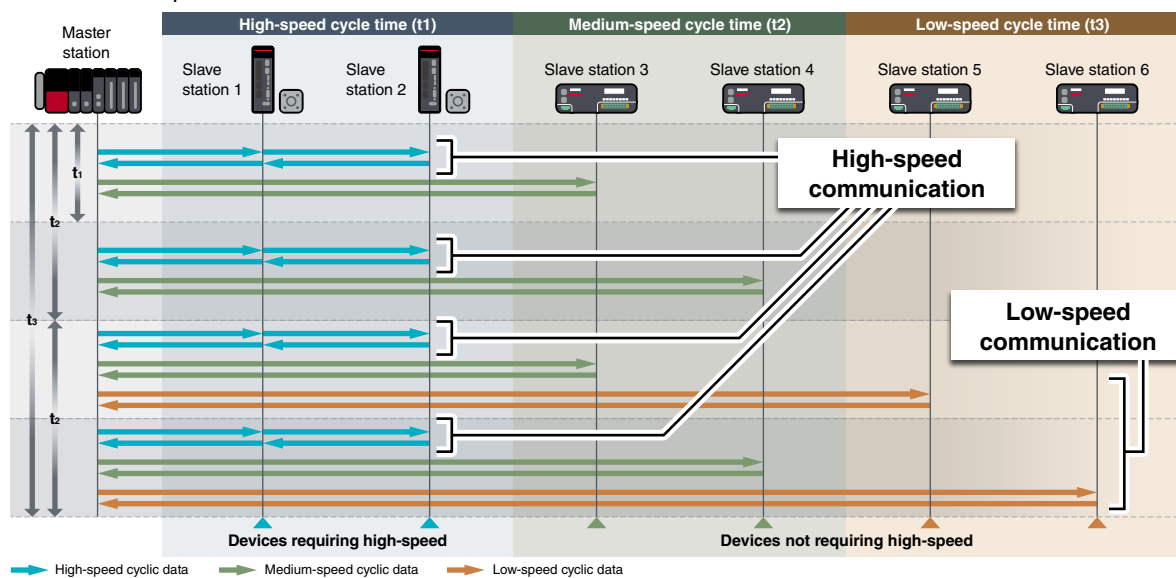 High-speed cycle time (t1)
Medium-speed cycle time (t2)
Low-speed cycle time (t3)
Master
station
Slave
station 1
Slave
station 2
Slave station 3
Slave station 4
Slave station 5
Slave station 6
t1
t2
t3
t2
High-speed
communication
Low-speed
communication
Devices requiring high-speed
Devices not requiring high-speed
High-speed cyclic data
Medium-speed cyclic data
Low-speed cyclic data